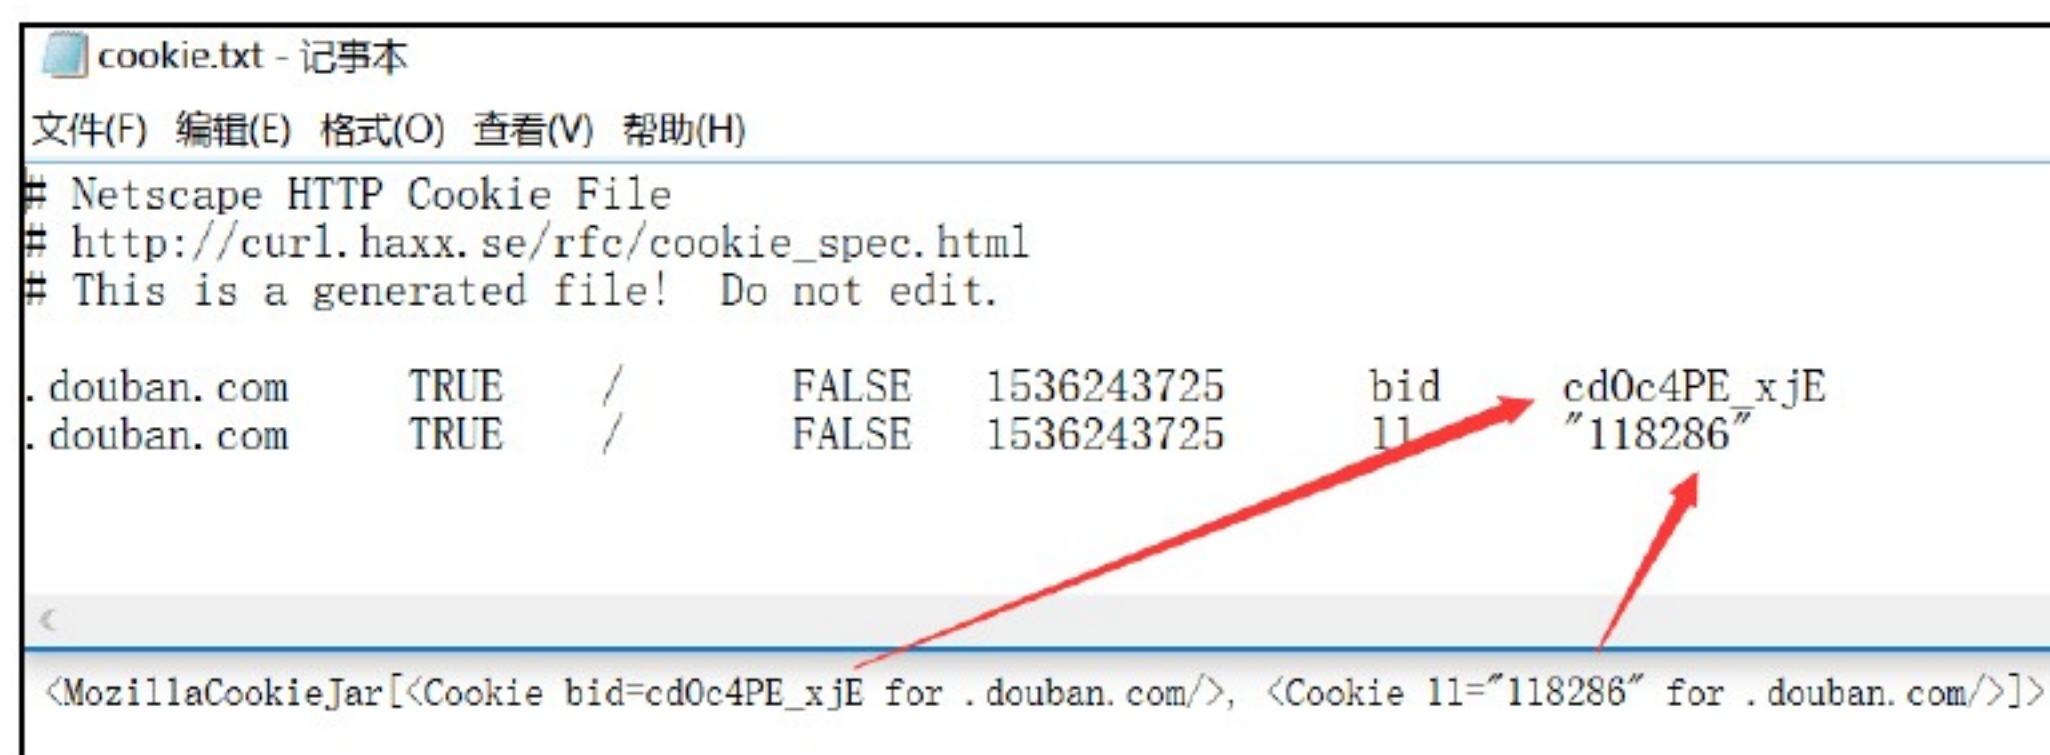 cookie.txt - 记事本
文件(F) 编辑(E) 格式(O) 查看(V) 帮助(H)
# Netscape HTTP Cookie File
# http://curl.haxx.se/rfc/cookie_spec.html
# This is a generated file!  Do not edit.
.douban.com TRUE / FALSE 1536243725 bid cdOc4PE_xjE
.douban.com TRUE / FALSE 1536243725 ll "118286"
<MozillaCookieJar[<Cookie bid=cdOc4PE_xjE for .douban.com/>, <Cookie ll="118286" for .douban.com/>]>